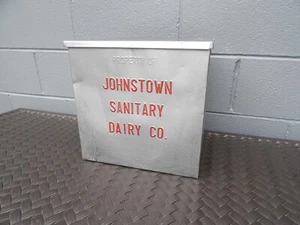 PROPERTY OF
JOHNSTOWN
SANITARY
DAIRY CO.